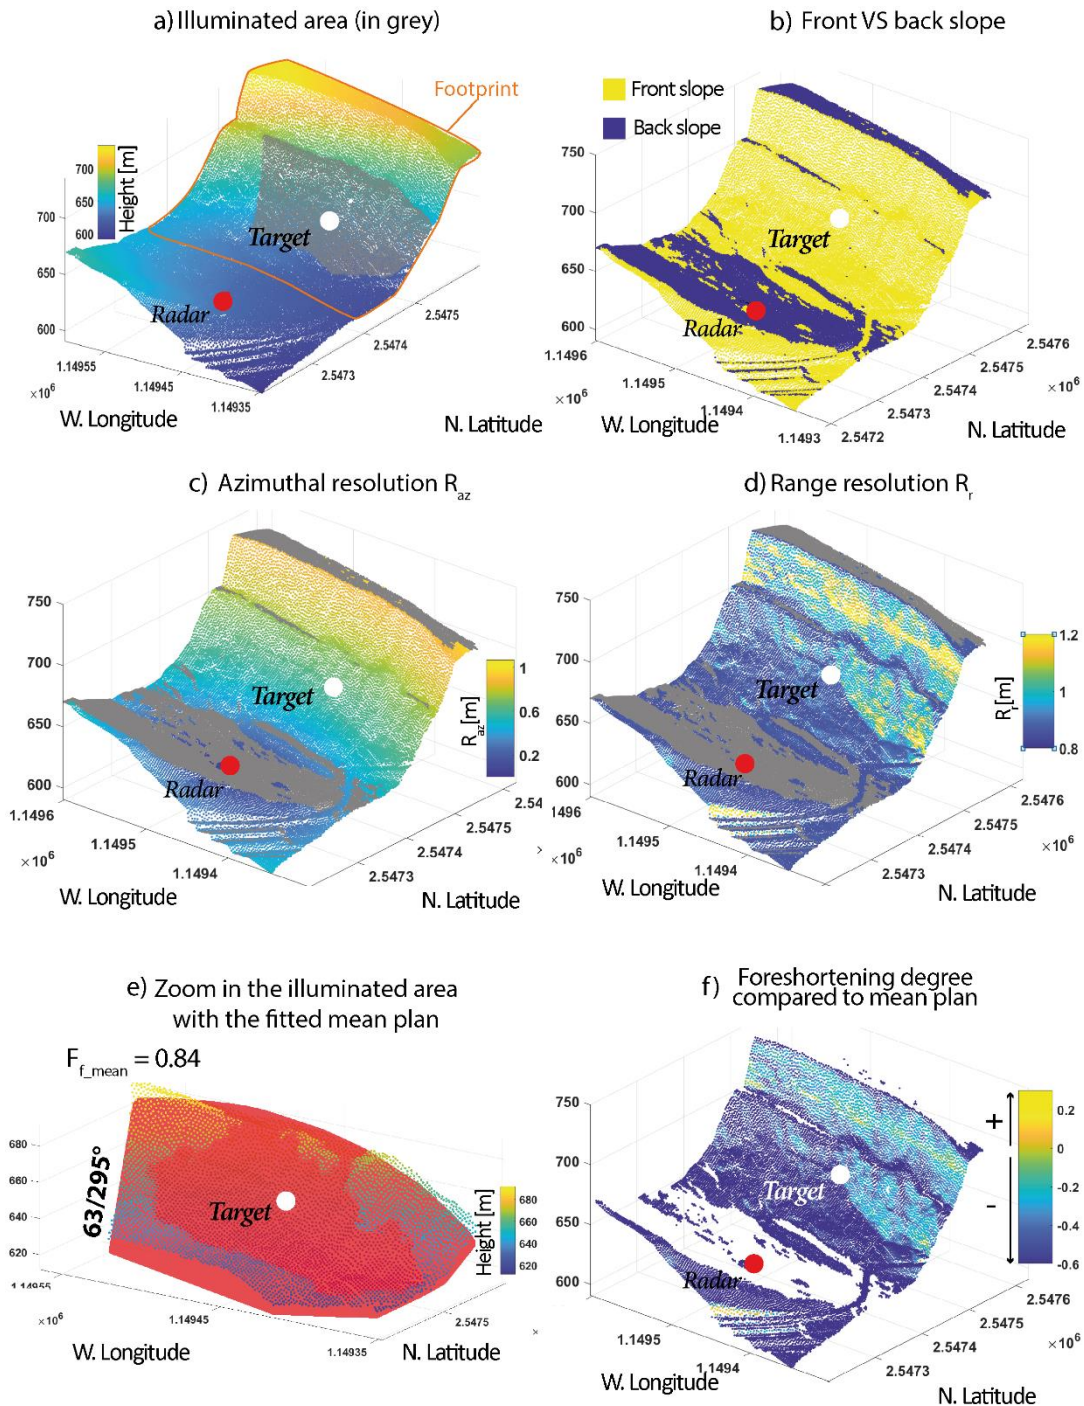 a) Illuminated area (in grey)
Footprint
Height [m]
700
650
600
700
650
600
Target
Radar
1.14955
1.14945
1.14935
×10⁶
2.5475
2.5474
2.5473
W. Longitude
N. Latitude
b) Front VS back slope
Front slope
Back slope
750
700
650
600
Target
Radar
1.1496
1.1495
1.1494
1.1493
×10⁶
2.5476
2.5475
2.5474
2.5473
2.5472
×10⁶
W. Longitude
N. Latitude
c) Azimuthal resolution R_az
750
700
650
600
Target
Radar
R_az[m]
1
0.6
0.2
1.1496
1.1495
1.1494
×10⁶
2.54
2.5475
2.5474
2.5473
W. Longitude
N. Latitude
d) Range resolution R_r
750
700
650
600
Target
Radar
R_r[m]
1.2
1
0.8
1496
1.1495
1.1494
×10⁶
2.5476
2.5475
2.5474
2.5473
×10⁶
W. Longitude
N. Latitude
e) Zoom in the illuminated area
with the fitted mean plan
F_f_mean = 0.84
680
660
640
620
63/295°
Target
Height [m]
680
660
640
620
1.14955
1.14945
1.14935
×10⁶
2.5475
W. Longitude
N. Latitude
f) Foreshortening degree
compared to mean plan
750
700
650
600
Target
Radar
+
-
0.2
0
-0.2
-0.4
-0.6
1.1495
1.1494
×10⁶
2.5476
2.5475
2.5474
2.5473
×10⁶
W. Longitude
N. Latitude